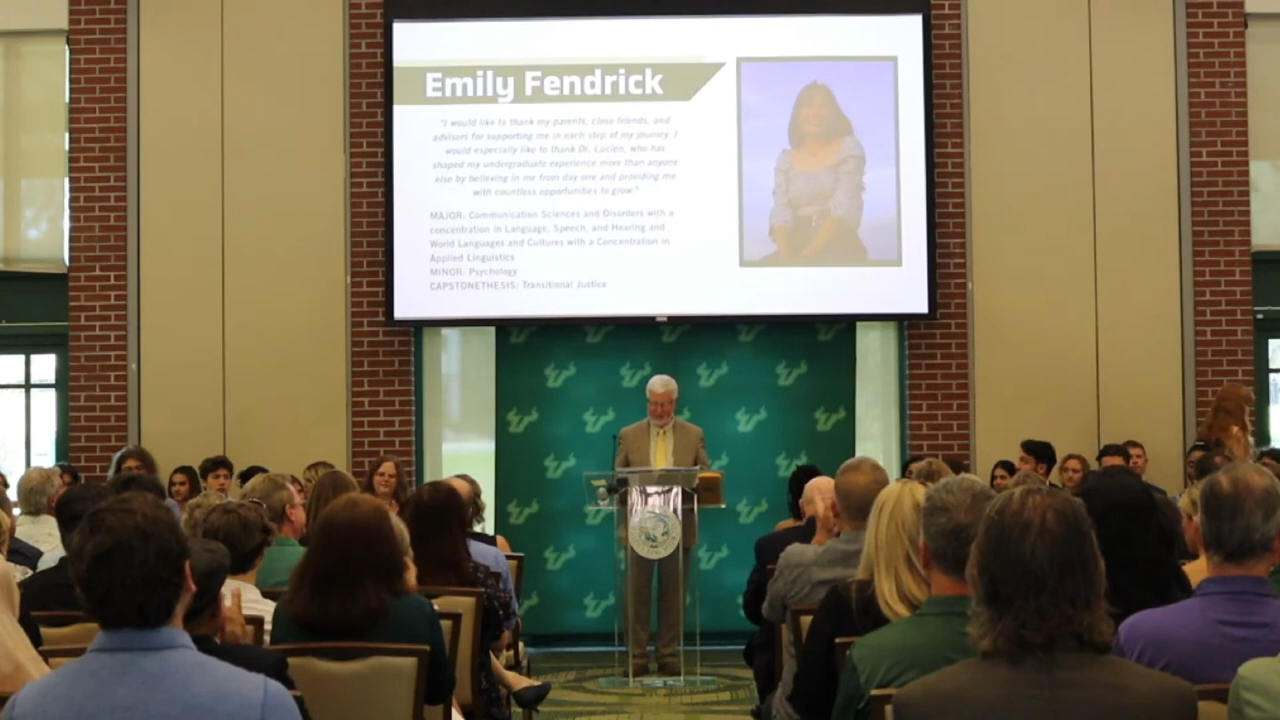 Emily Fendrick
"I would like to thank my parents, close friends, and
advisors for supporting me in each step of my journey. I
would especially like to thank Dr. Lucien, who has
shaped my undergraduate experience more than anyone
else by believing in me from day one and providing me
with countless opportunities to grow."
MAJOR: Communication Sciences and Disorders with a
concentration in Language, Speech, and Hearing and
World Languages and Cultures with a Concentration in
Applied Linguistics
MINOR: Psychology
CAPSTONETHESIS: Transitional Justice